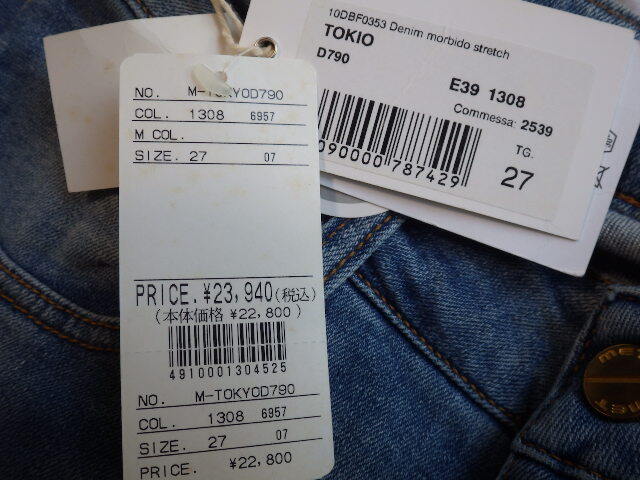 NO. M-TOKYOD790
COL. 1308 6957
M COL.
SIZE. 27 07
PRICE. ¥23,940(税込)
(本体価格 ¥22,800)
4910001304525
NO. M-TOKYOD790
COL. 1308 6957
SIZE. 27 07
PRICE. ¥22,800
10DBF0353 Denim morbido stretch
TOKIO
D790
E39 1308
Commessa: 2539
090000 787429
TG.
27